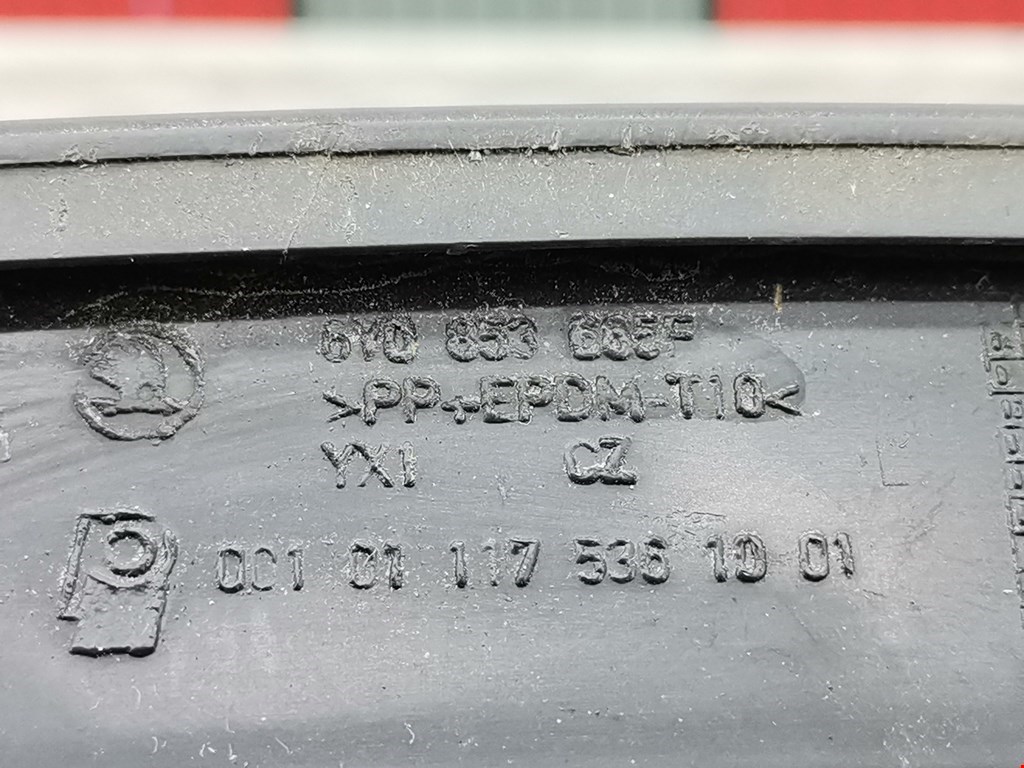 6Y0 853 665F
>PP+EPDM-T10<
YX1 CZ
001 01 117 536 10 01